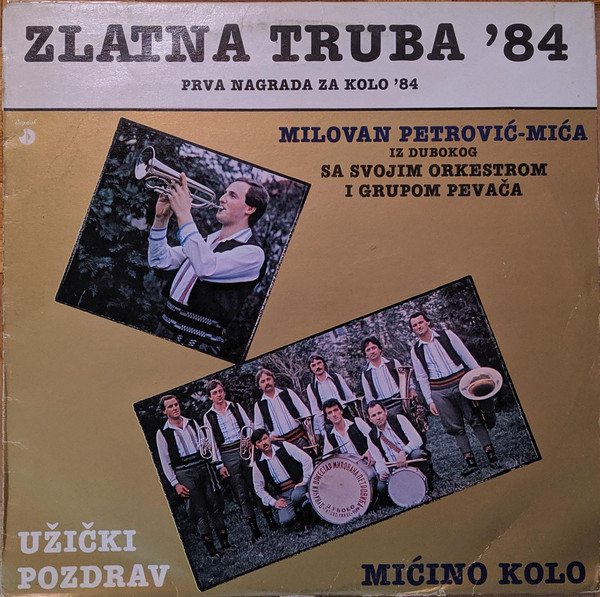 ZLATNA TRUBA '84
PRVA NAGRADA ZA KOLO '84
MILOVAN PETROVIĆ-MIĆA
IZ DUBOKOG
SA SVOJIM ORKESTROM
I GRUPOM PEVAČA
ДУБОКО
UŽIČKI
POZDRAV
MIĆINO KOLO